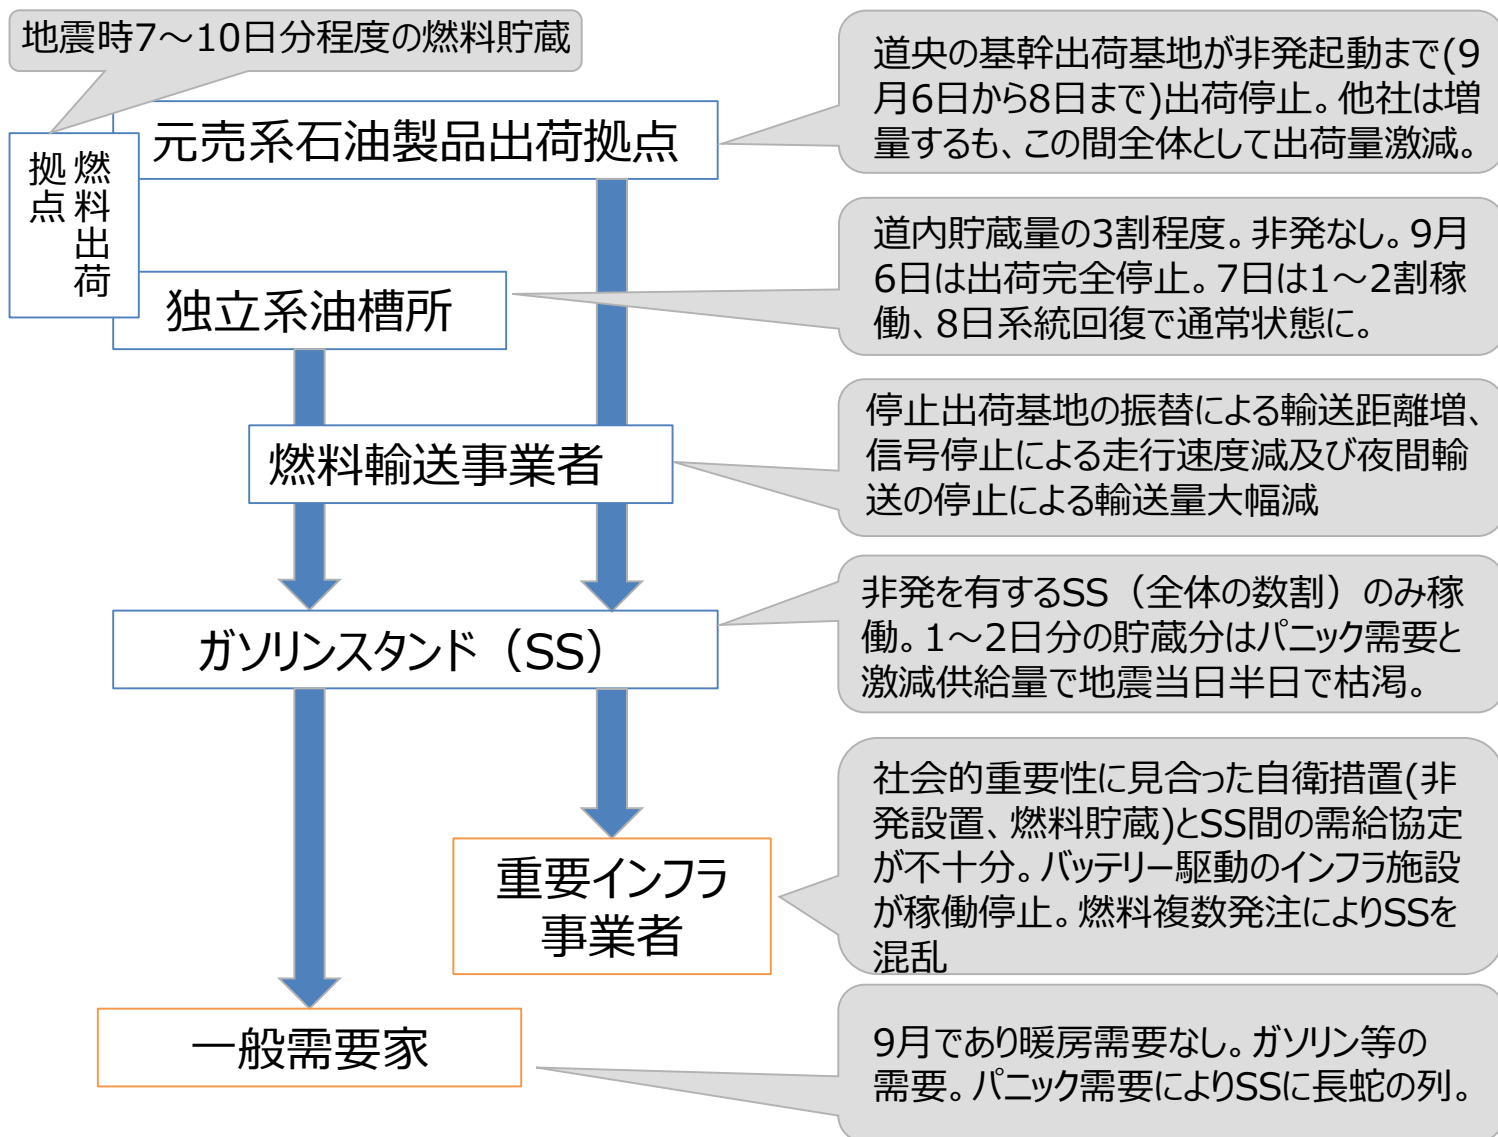 地震時7～10日分程度の燃料貯蔵
道央の基幹出荷基地が非発起動まで(9
月6日から8日まで)出荷停止。他社は増
量するも、この間全体として出荷量激減。
元売系石油製品出荷拠点
燃料出荷
拠点
道内貯蔵量の3割程度。非発なし。9月
6日は出荷完全停止。7日は1～2割稼
働、8日系統回復で通常状態に。
独立系油槽所
停止出荷基地の振替による輸送距離増、
信号停止による走行速度減及び夜間輸
送の停止による輸送量大幅減
燃料輸送事業者
非発を有するSS（全体の数割）のみ稼
働。1～2日分の貯蔵分はパニック需要と
激減供給量で地震当日半日で枯渇。
ガソリンスタンド（SS）
社会的重要性に見合った自衛措置(非
発設置、燃料貯蔵)とSS間の需給協定
が不十分。バッテリー駆動のインフラ施設
が稼働停止。燃料複数発注によりSSを
混乱
重要インフラ
事業者
一般需要家
9月であり暖房需要なし。ガソリン等の
需要。パニック需要によりSSに長蛇の列。